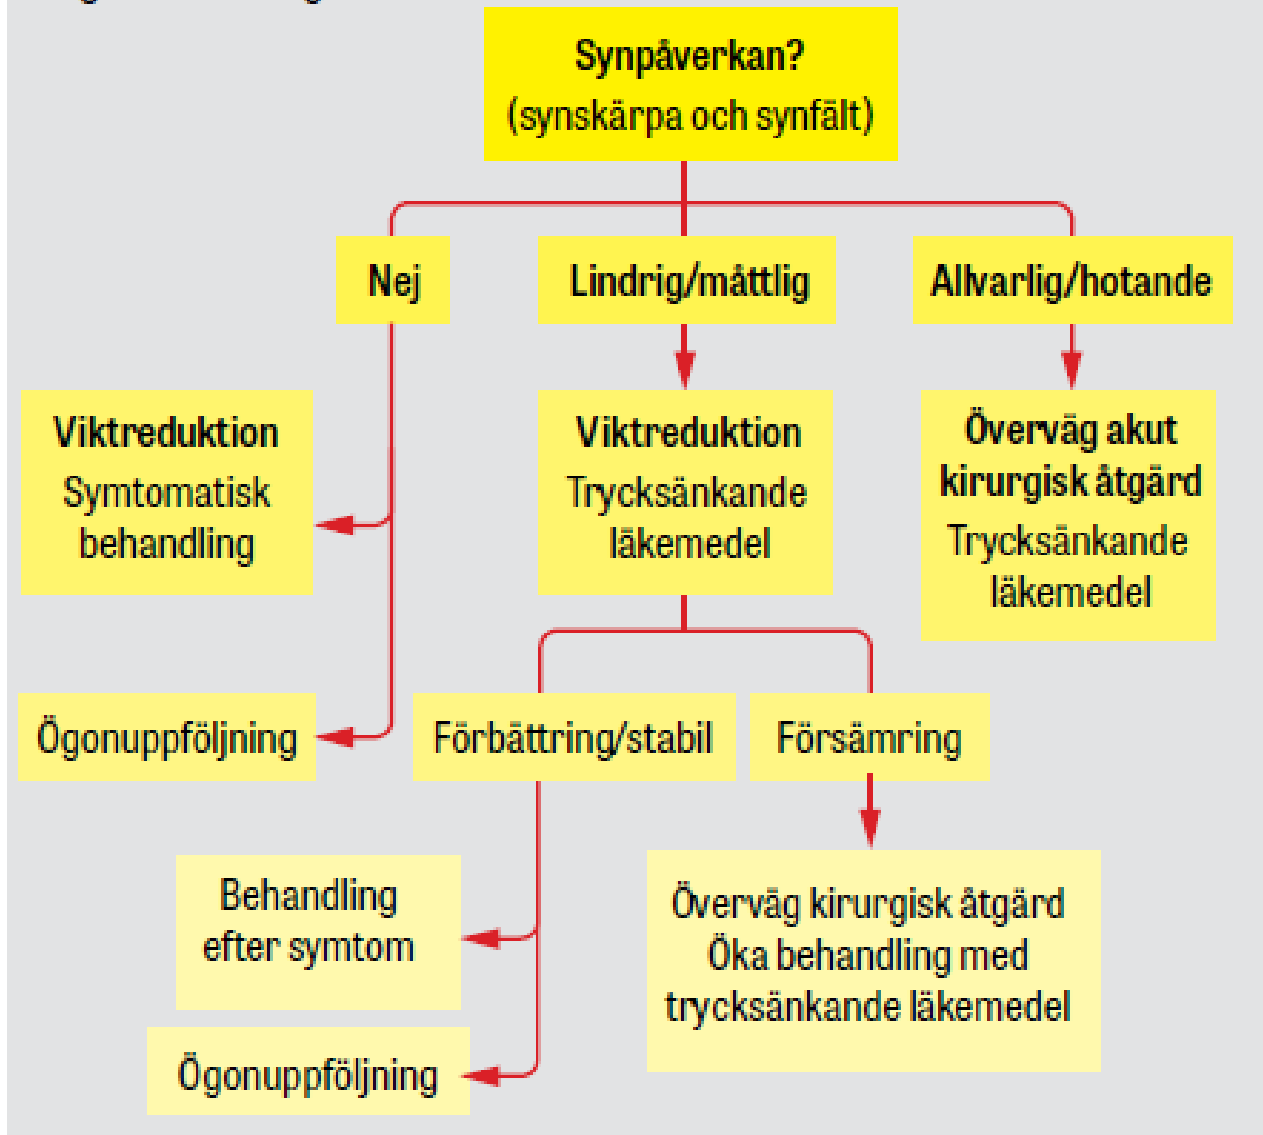 Synpåverkan?
(synskärpa och synfält)
Nej
Lindrig/måttlig
Allvarlig/hotande
Viktreduktion
Symtomatisk
behandling
Viktreduktion
Trycksänkande
läkemedel
Överväg akut
kirurgisk åtgärd
Trycksänkande
läkemedel
Ögonuppföljning
Förbättring/stabil
Försämring
Behandling
efter symtom
Överväg kirurgisk åtgärd
Öka behandling med
trycksänkande läkemedel
Ögonuppföljning